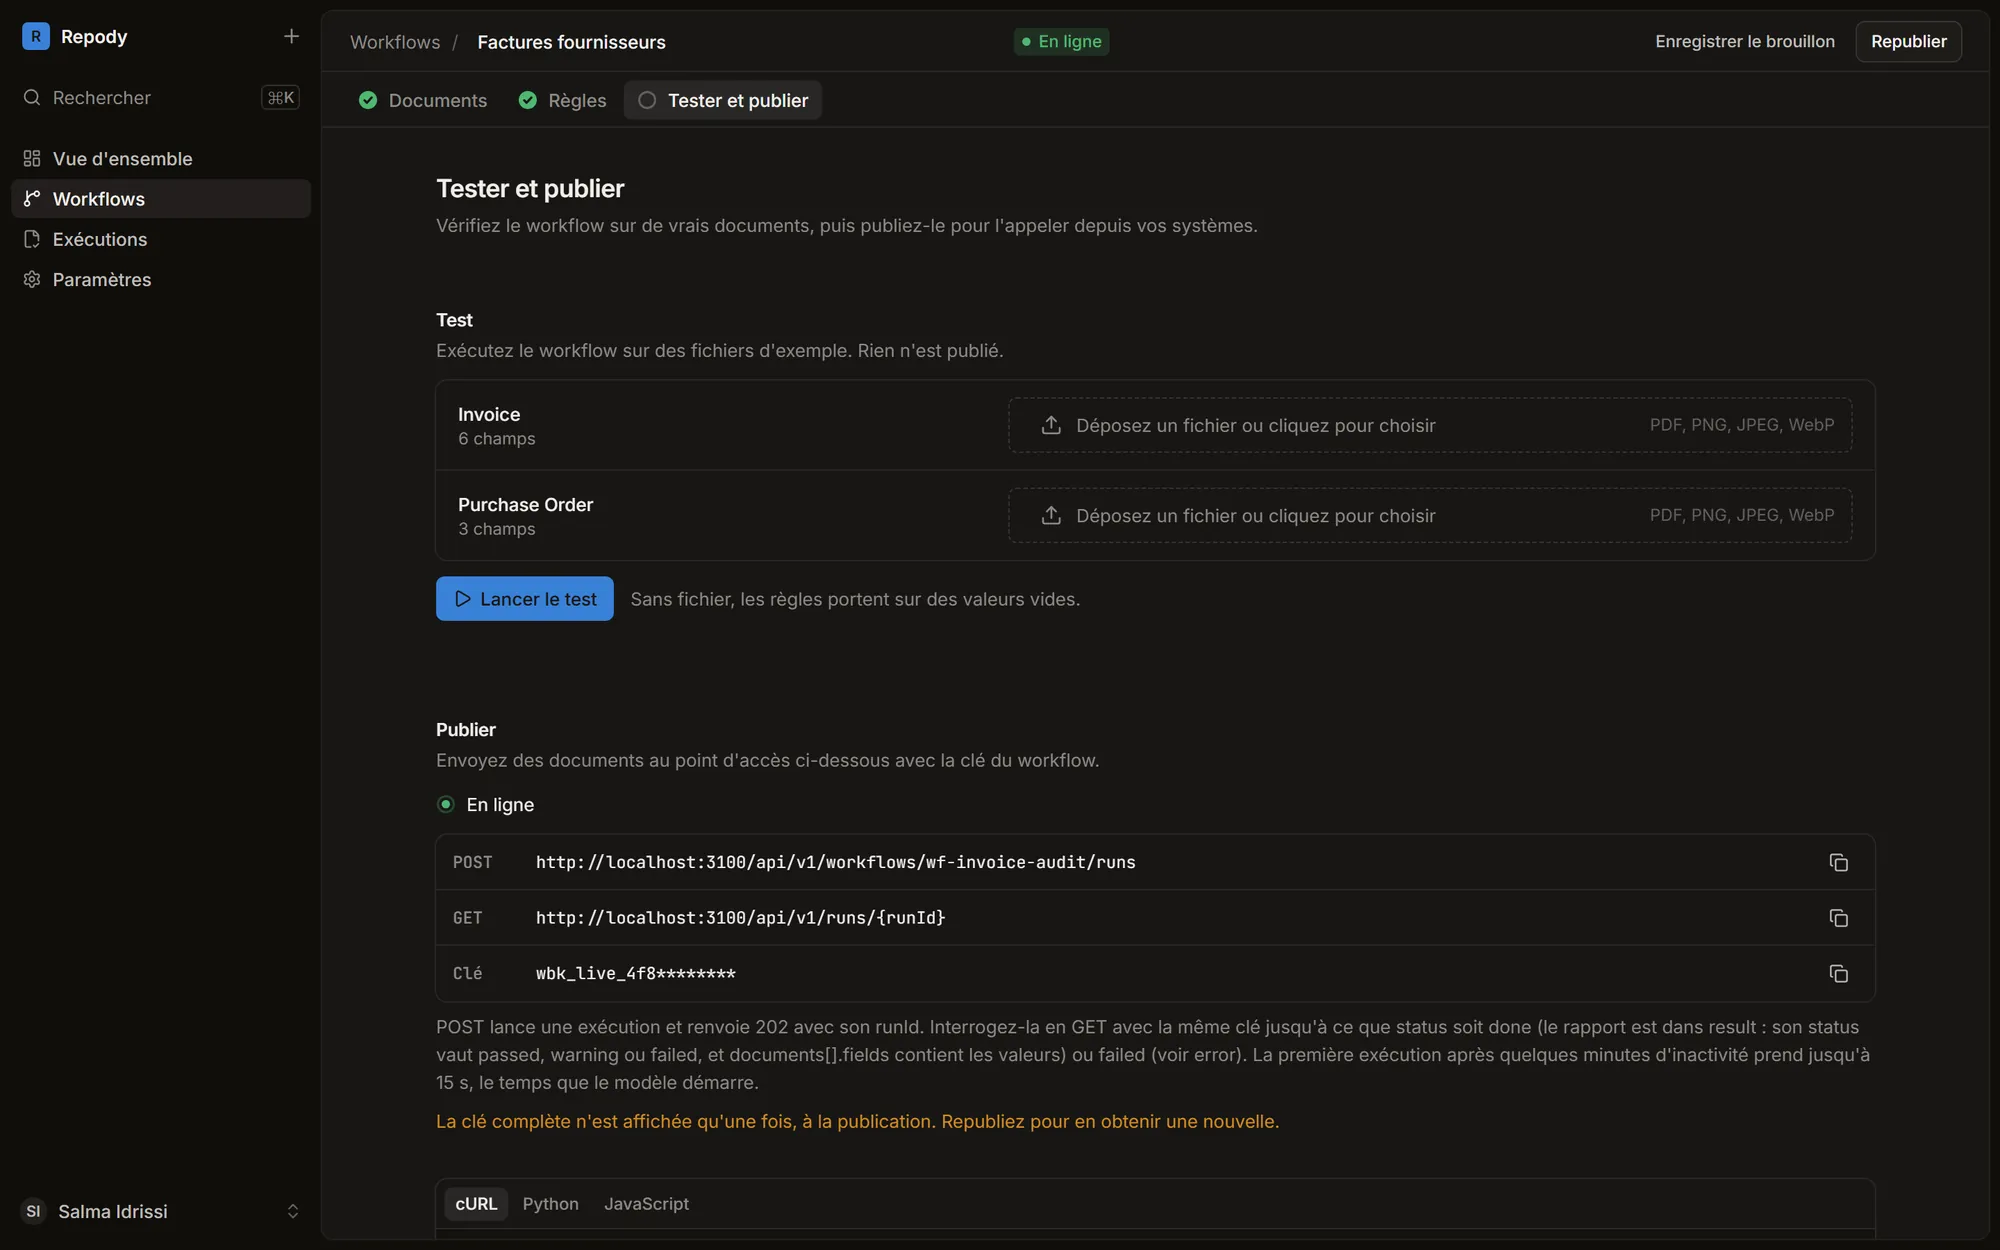 R Repody
Rechercher ⌘K
Vue d'ensemble
Workflows
Exécutions
Paramètres
SI Salma Idrissi
Workflows / Factures fournisseurs
En ligne
Enregistrer le brouillon
Republier
Documents
Règles
Tester et publier
Tester et publier
Vérifiez le workflow sur de vrais documents, puis publiez-le pour l'appeler depuis vos systèmes.
Test
Exécutez le workflow sur des fichiers d'exemple. Rien n'est publié.
Invoice
6 champs
Déposez un fichier ou cliquez pour choisir PDF, PNG, JPEG, WebP
Purchase Order
3 champs
Déposez un fichier ou cliquez pour choisir PDF, PNG, JPEG, WebP
Lancer le test
Sans fichier, les règles portent sur des valeurs vides.
Publier
Envoyez des documents au point d'accès ci-dessous avec la clé du workflow.
En ligne
POST http://localhost:3100/api/v1/workflows/wf-invoice-audit/runs
GET http://localhost:3100/api/v1/runs/{runId}
Clé wbk_live_4f8********
POST lance une exécution et renvoie 202 avec son runId. Interrogez-la en GET avec la même clé jusqu'à ce que status soit done (le rapport est dans result : son status
vaut passed, warning ou failed, et documents[].fields contient les valeurs) ou failed (voir error). La première exécution après quelques minutes d'inactivité prend jusqu'à
15 s, le temps que le modèle démarre.
La clé complète n'est affichée qu'une fois, à la publication. Republiez pour en obtenir une nouvelle.
cURL Python JavaScript